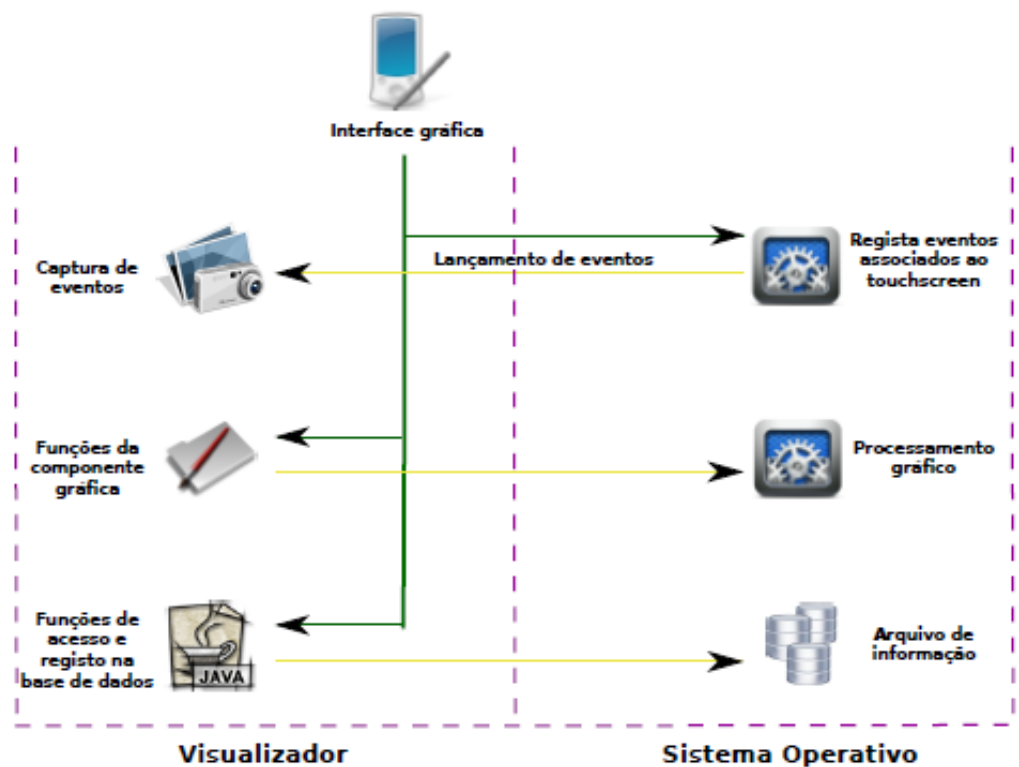 Interface gráfica
Lançamento de eventos
Captura de
eventos
Regista eventos
associados ao
touchscreen
Funções da
componente
gráfica
Processamento
gráfico
Funções de
acesso e
registo na
base de dados
JAVA
Arquivo de
informação
Visualizador
Sistema Operativo